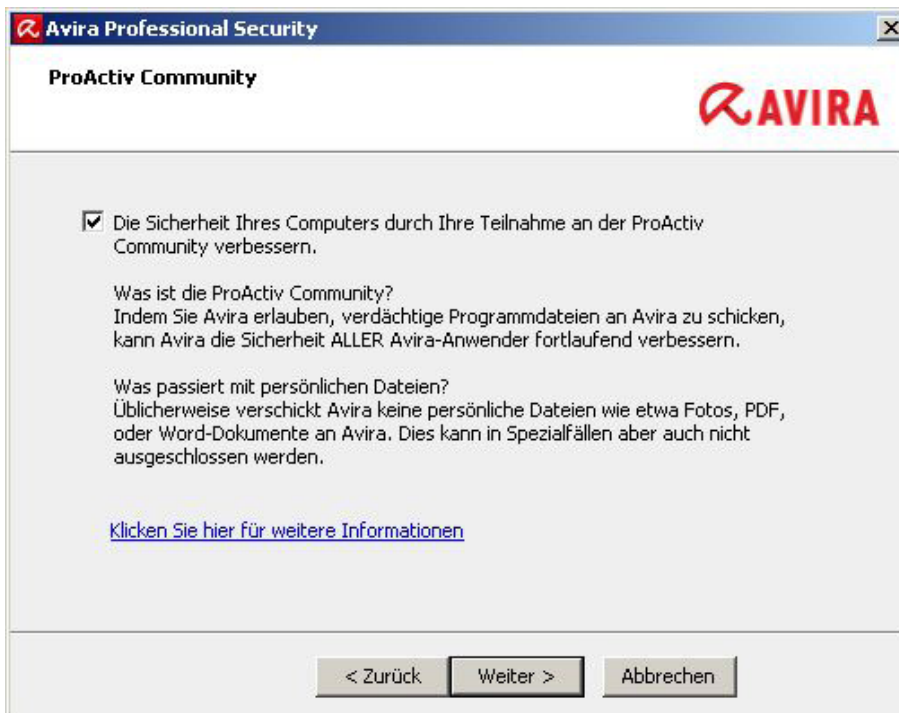 Avira Professional Security
ProActiv Community
AVIRA
Die Sicherheit Ihres Computers durch Ihre Teilnahme an der ProActiv
Community verbessern.
Was ist die ProActiv Community?
Indem Sie Avira erlauben, verdächtige Programmdateien an Avira zu schicken,
kann Avira die Sicherheit ALLER Avira-Anwender fortlaufend verbessern.
Was passiert mit persönlichen Dateien?
Üblicherweise verschickt Avira keine persönliche Dateien wie etwa Fotos, PDF,
oder Word-Dokumente an Avira. Dies kann in Spezialfällen aber auch nicht
ausgeschlossen werden.
Klicken Sie hier für weitere Informationen
< Zurück
Weiter >
Abbrechen